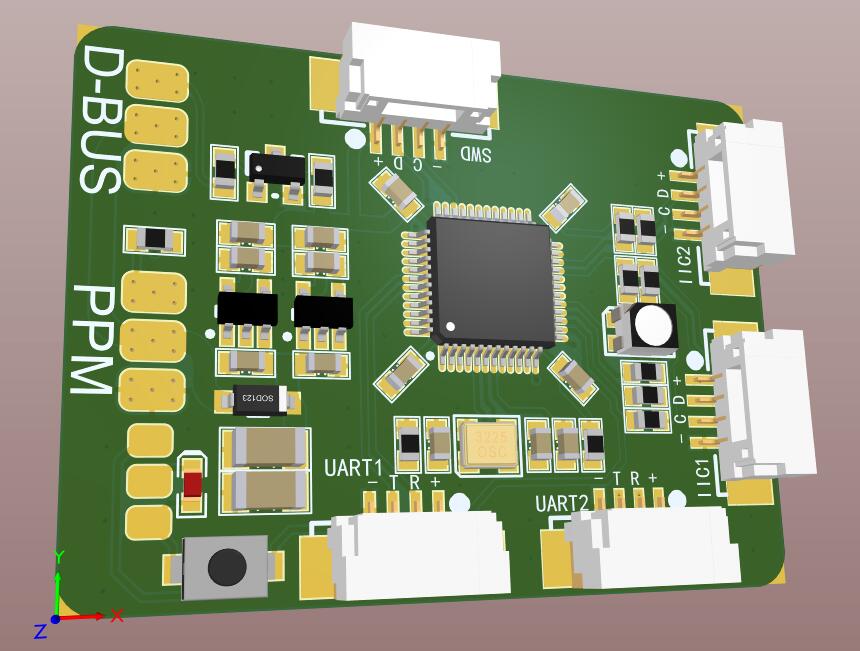 D-BUS
+ D C -
SWD
+ D C -
IIC2
PPM
SOD123
+ D C -
IIC1
3225
OSC
UART1
- T R +
UART2
- T R +
Y
X
Z